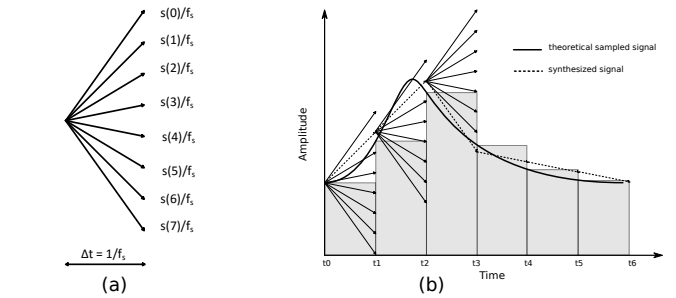 s(0)/fₛ
s(1)/fₛ
s(2)/fₛ
s(3)/fₛ
s(4)/fₛ
s(5)/fₛ
s(6)/fₛ
s(7)/fₛ
Δt = 1/fₛ
(a)
Amplitude
theoretical sampled signal
synthesized signal
t0 t1 t2 t3 t4 t5 t6
Time
(b)